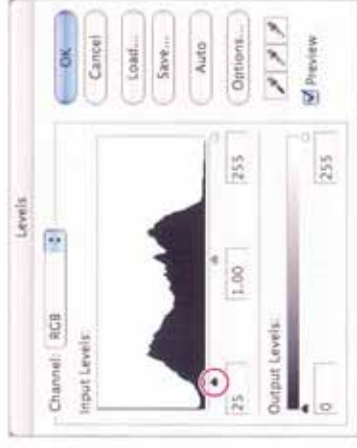 Levels
Channel: RGB
Input Levels:
25 1.00 255
Output Levels:
0 255
OK
Cancel
Load...
Save...
Auto
Options...
Preview